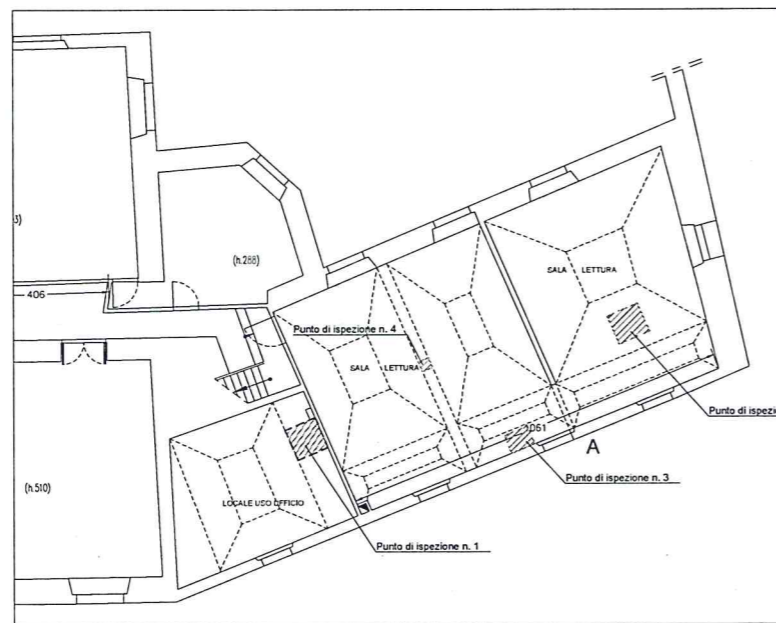 3)
(h.288)
406
SALA LETTURA
Punto di ispezione n. 4
SALA LETTURA
Punto di ispezi
A
Punto di ispezione n. 3
(h.510)
LOCALE USO UFFICIO
Punto di ispezione n. 1